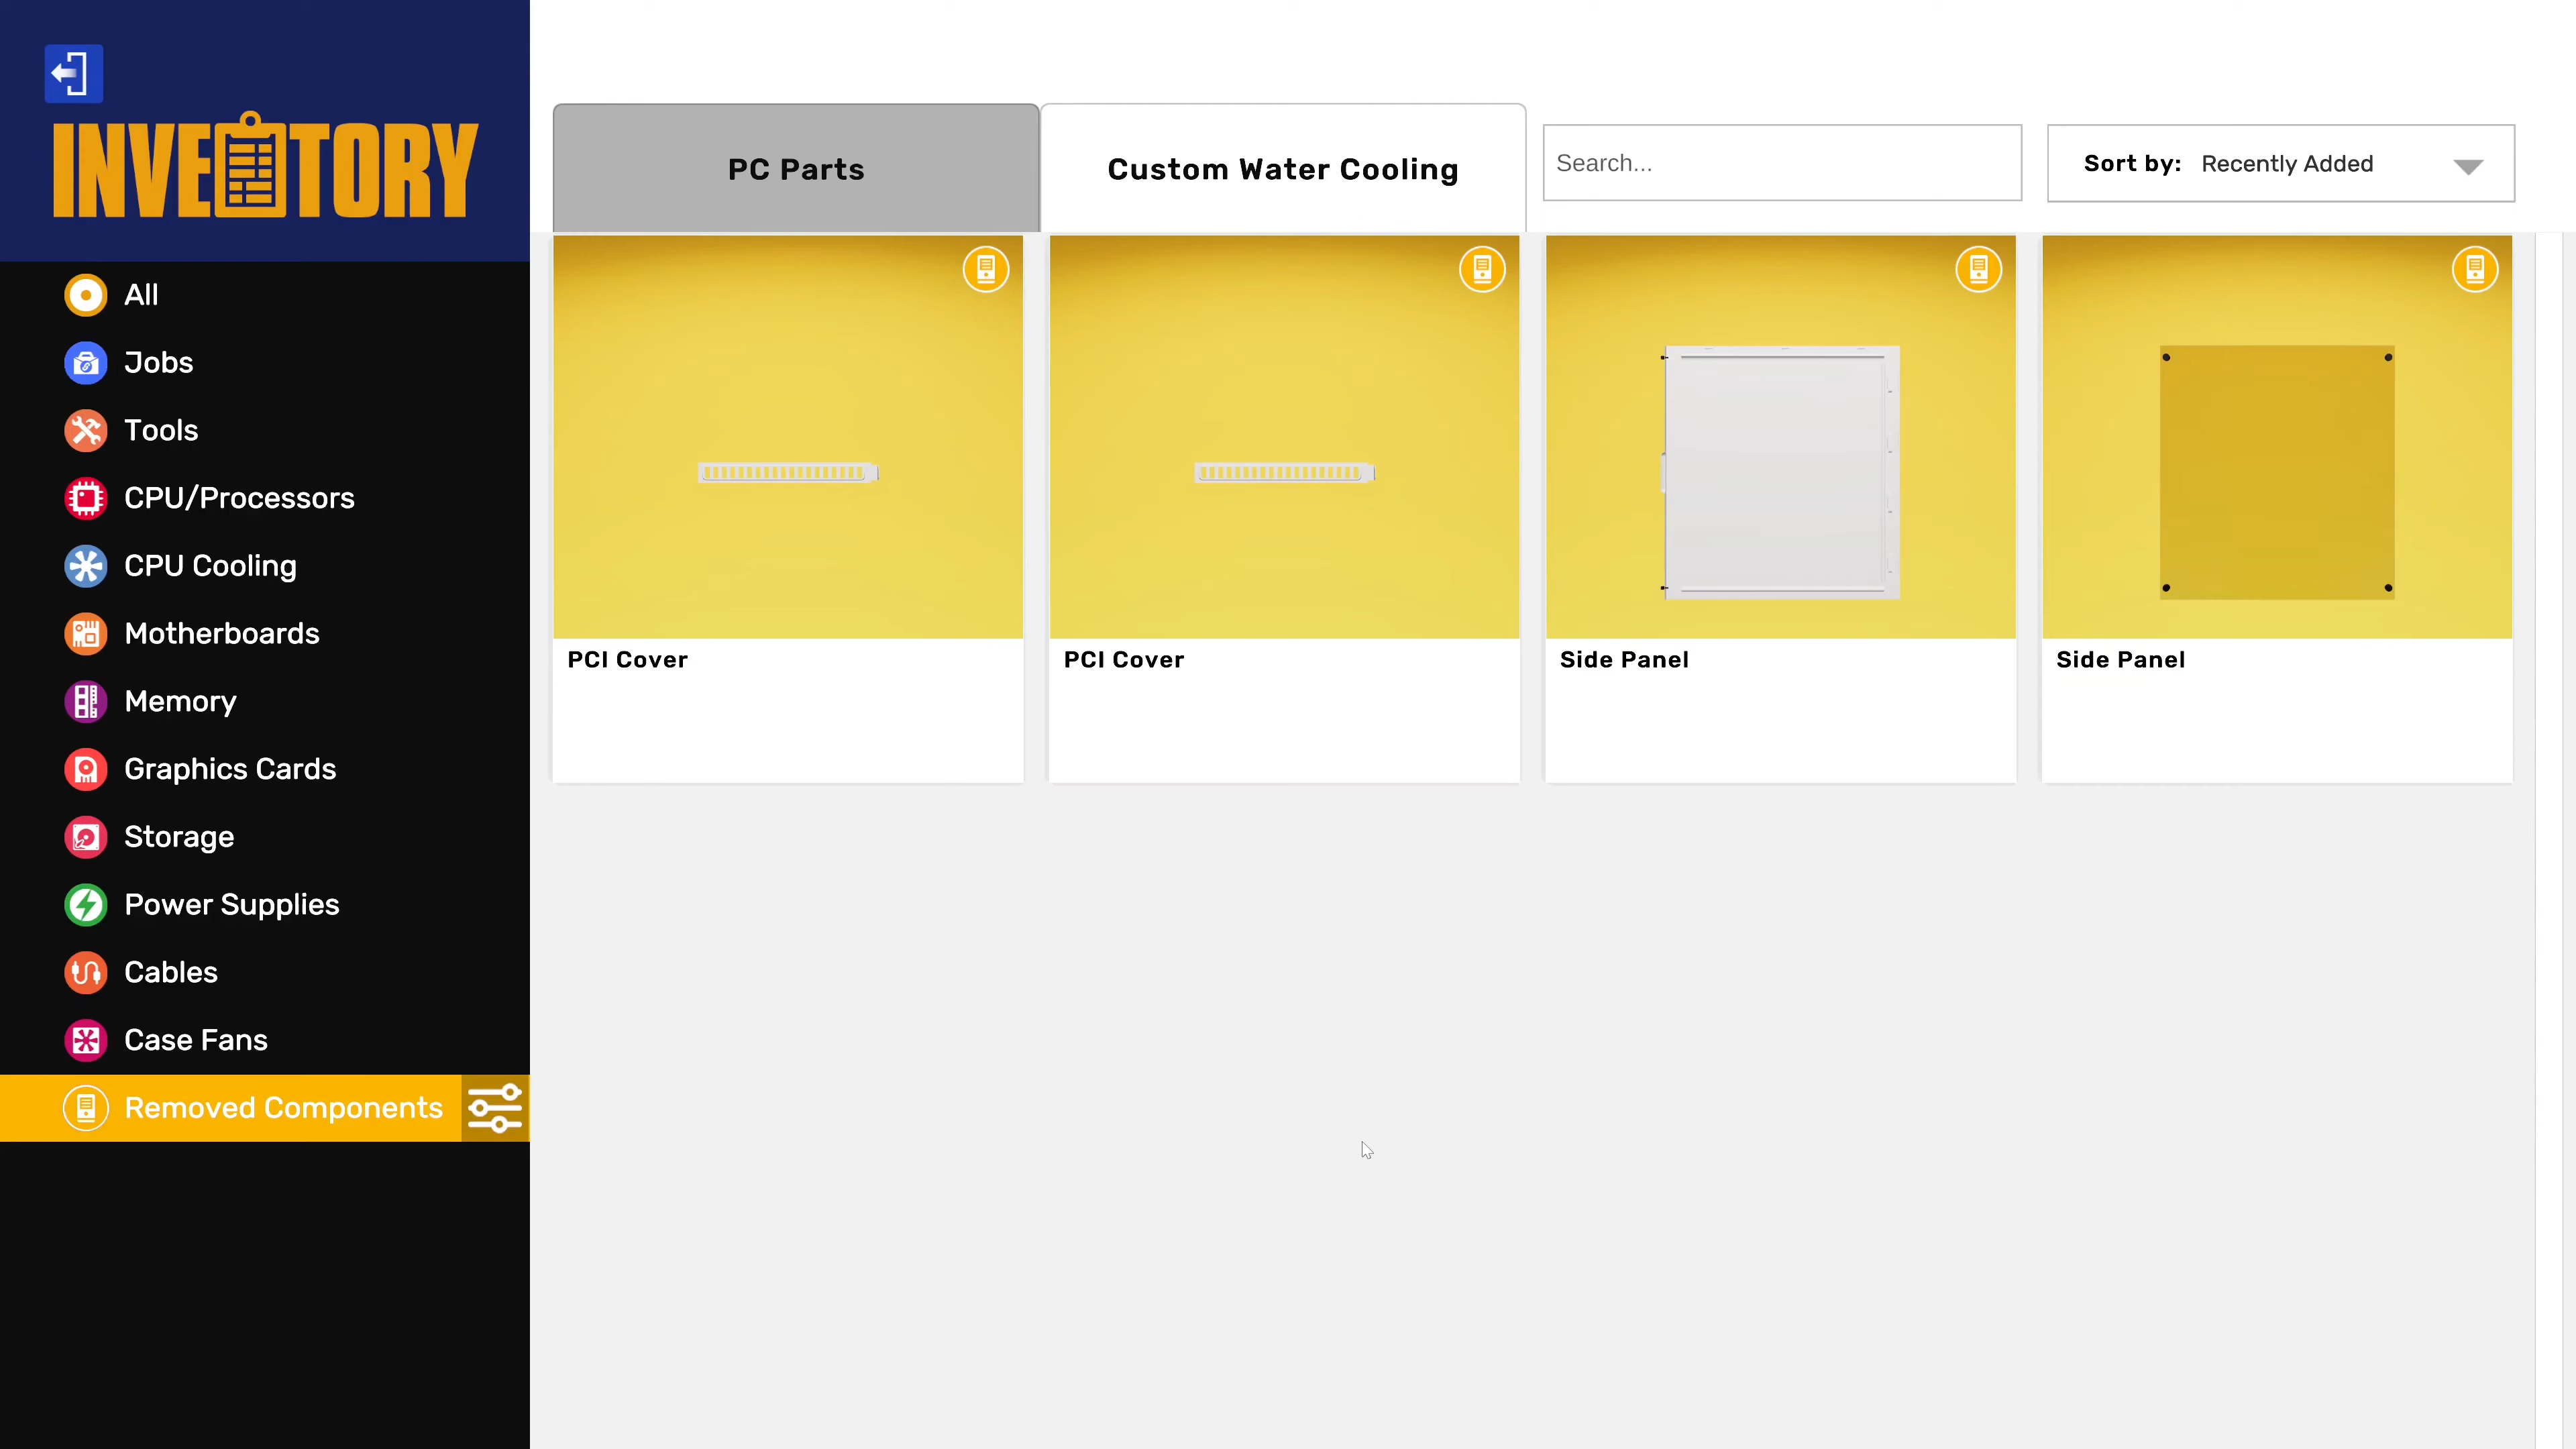 INVENTORY
PC Parts
Custom Water Cooling
Search...
Sort by: Recently Added
All
Jobs
Tools
CPU/Processors
CPU Cooling
Motherboards
Memory
Graphics Cards
Storage
Power Supplies
Cables
Case Fans
Removed Components
PCI Cover
PCI Cover
Side Panel
Side Panel